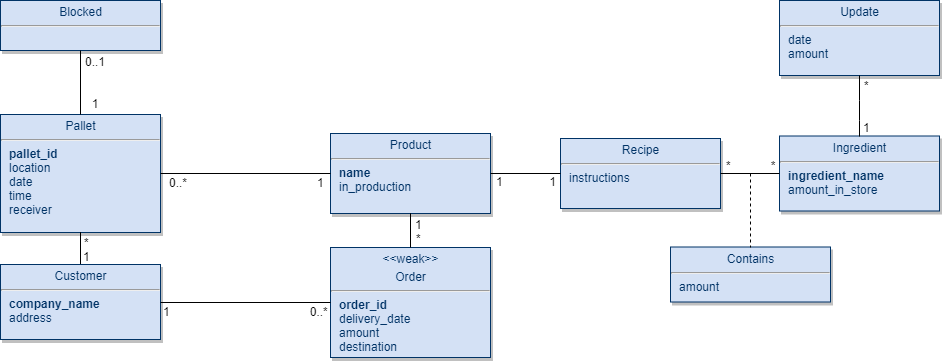 Blocked
0..1
1
Pallet
pallet_id
location
date
time
receiver
0..*
1
*
1
Customer
company_name
address
1
0..*
Product
name
in_production
1
*
<<weak>>
Order
order_id
delivery_date
amount
destination
1
1
Recipe
instructions
*
*
Contains
amount
Update
date
amount
*
1
Ingredient
ingredient_name
amount_in_store